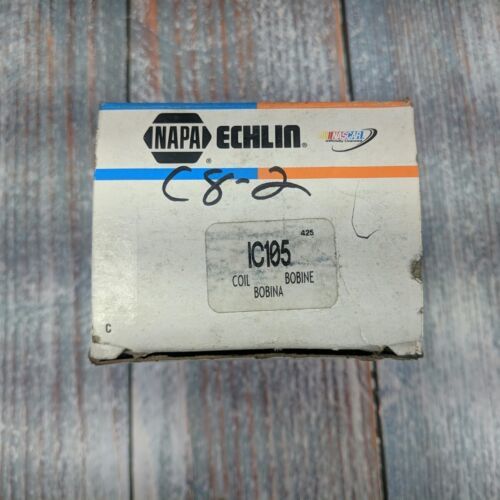 NAPA ® ECHLIN®
NASCAR
C8-2
425
IC105
COIL BOBINE
BOBINA
C